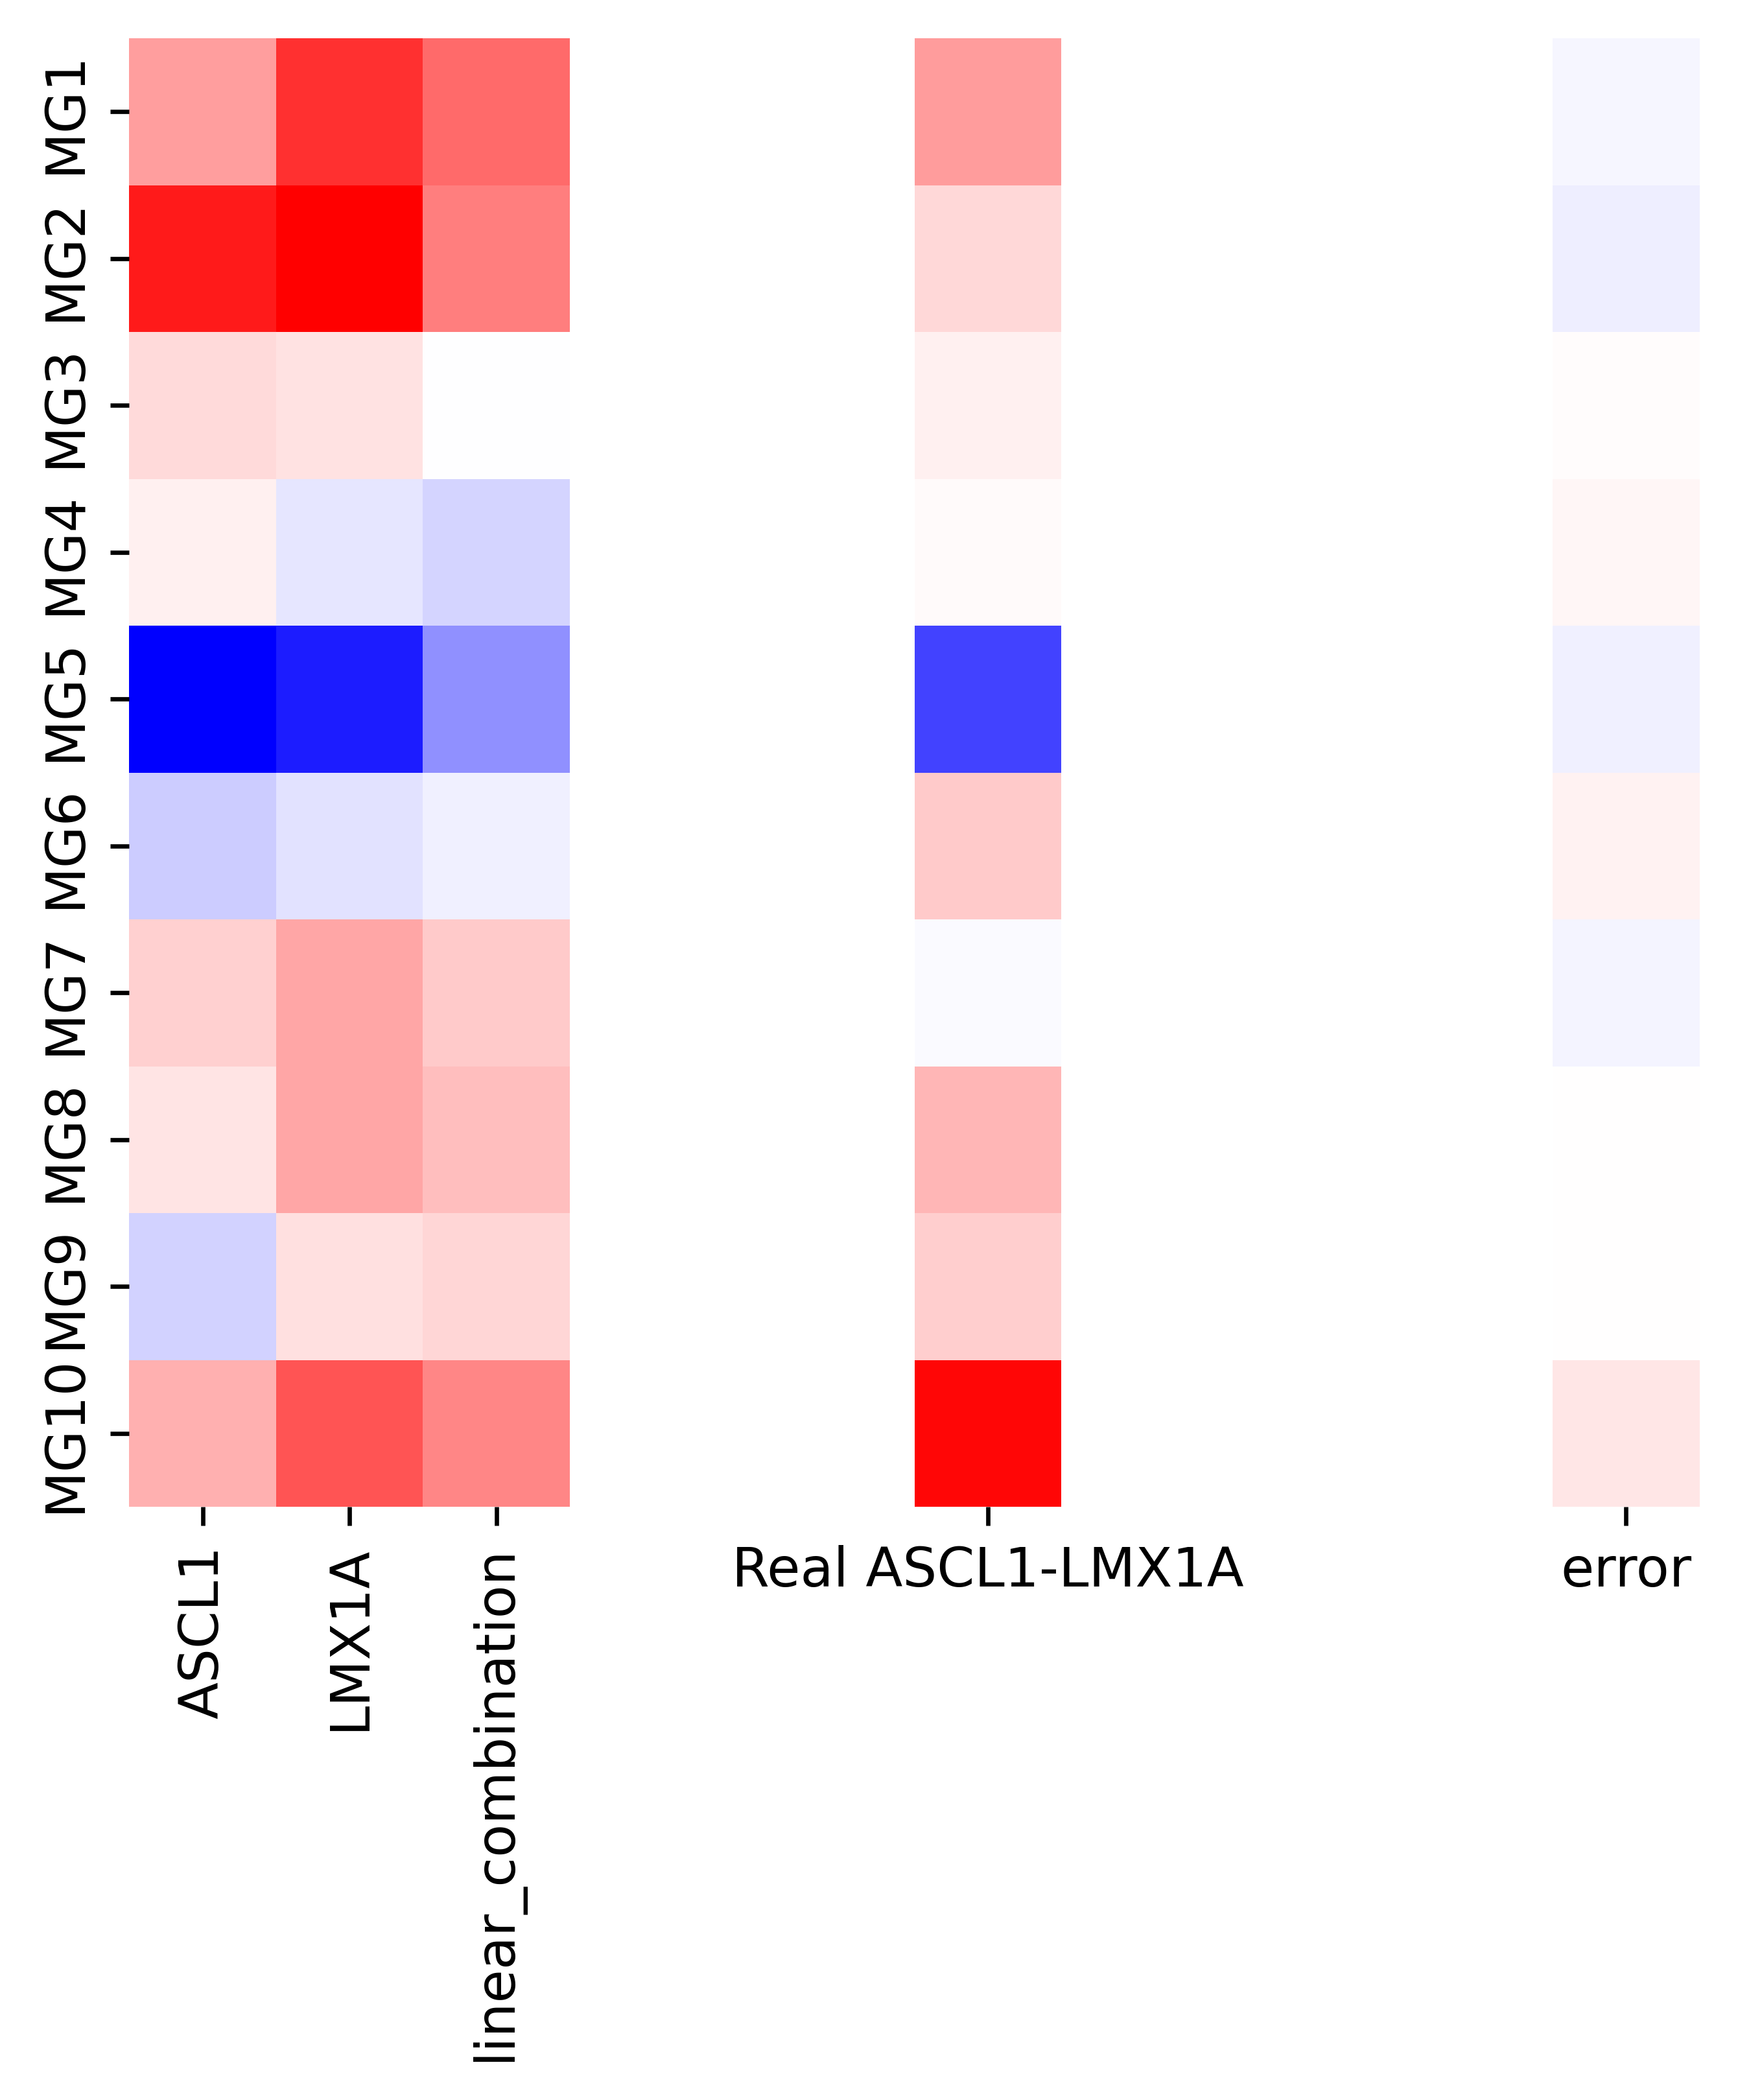 MG1
MG2
MG3
MG4
MG5
MG6
MG7
MG8
MG9
MG10
ASCL1
LMX1A
linear_combination
Real ASCL1-LMX1A
error